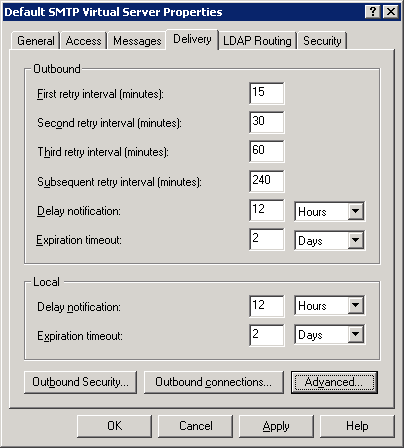 Default SMTP Virtual Server Properties
General Access Messages Delivery LDAP Routing Security
Outbound
First retry interval (minutes): 15
Second retry interval (minutes): 30
Third retry interval (minutes): 60
Subsequent retry interval (minutes): 240
Delay notification: 12 Hours
Expiration timeout: 2 Days
Local
Delay notification: 12 Hours
Expiration timeout: 2 Days
Outbound Security... Outbound connections... Advanced...
OK Cancel Apply Help